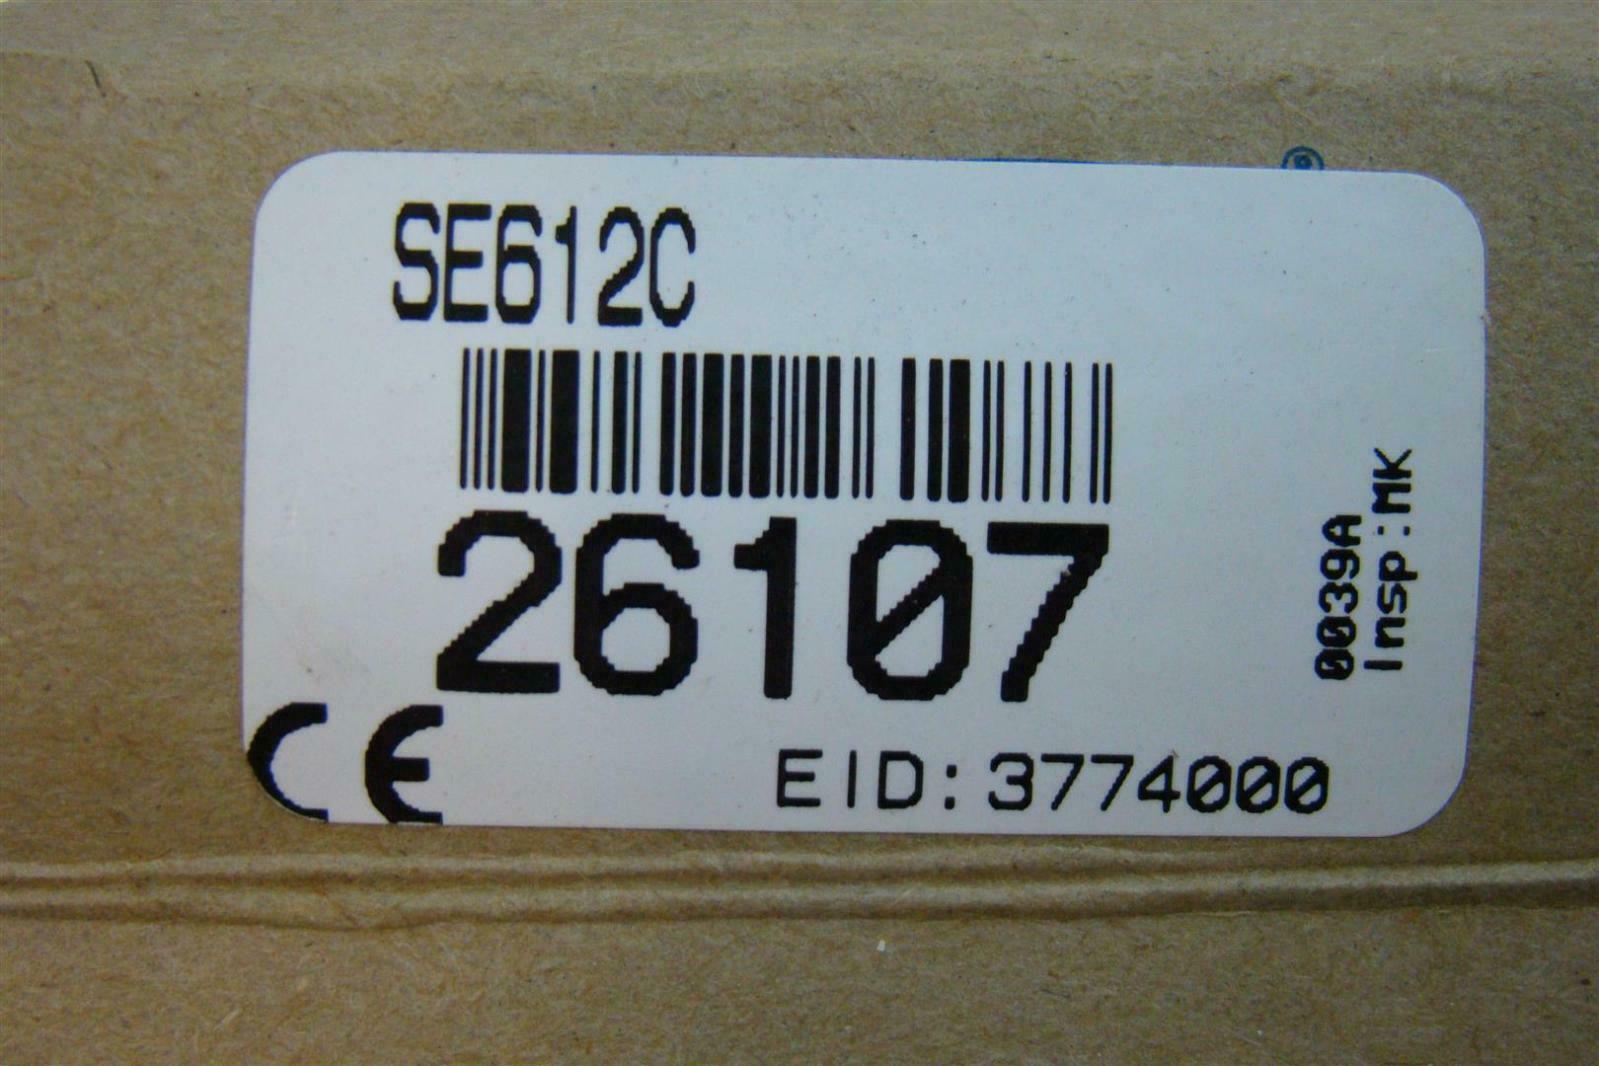 SE612C
26107
CE
EID:3774000
0039A
Insp:MK
®